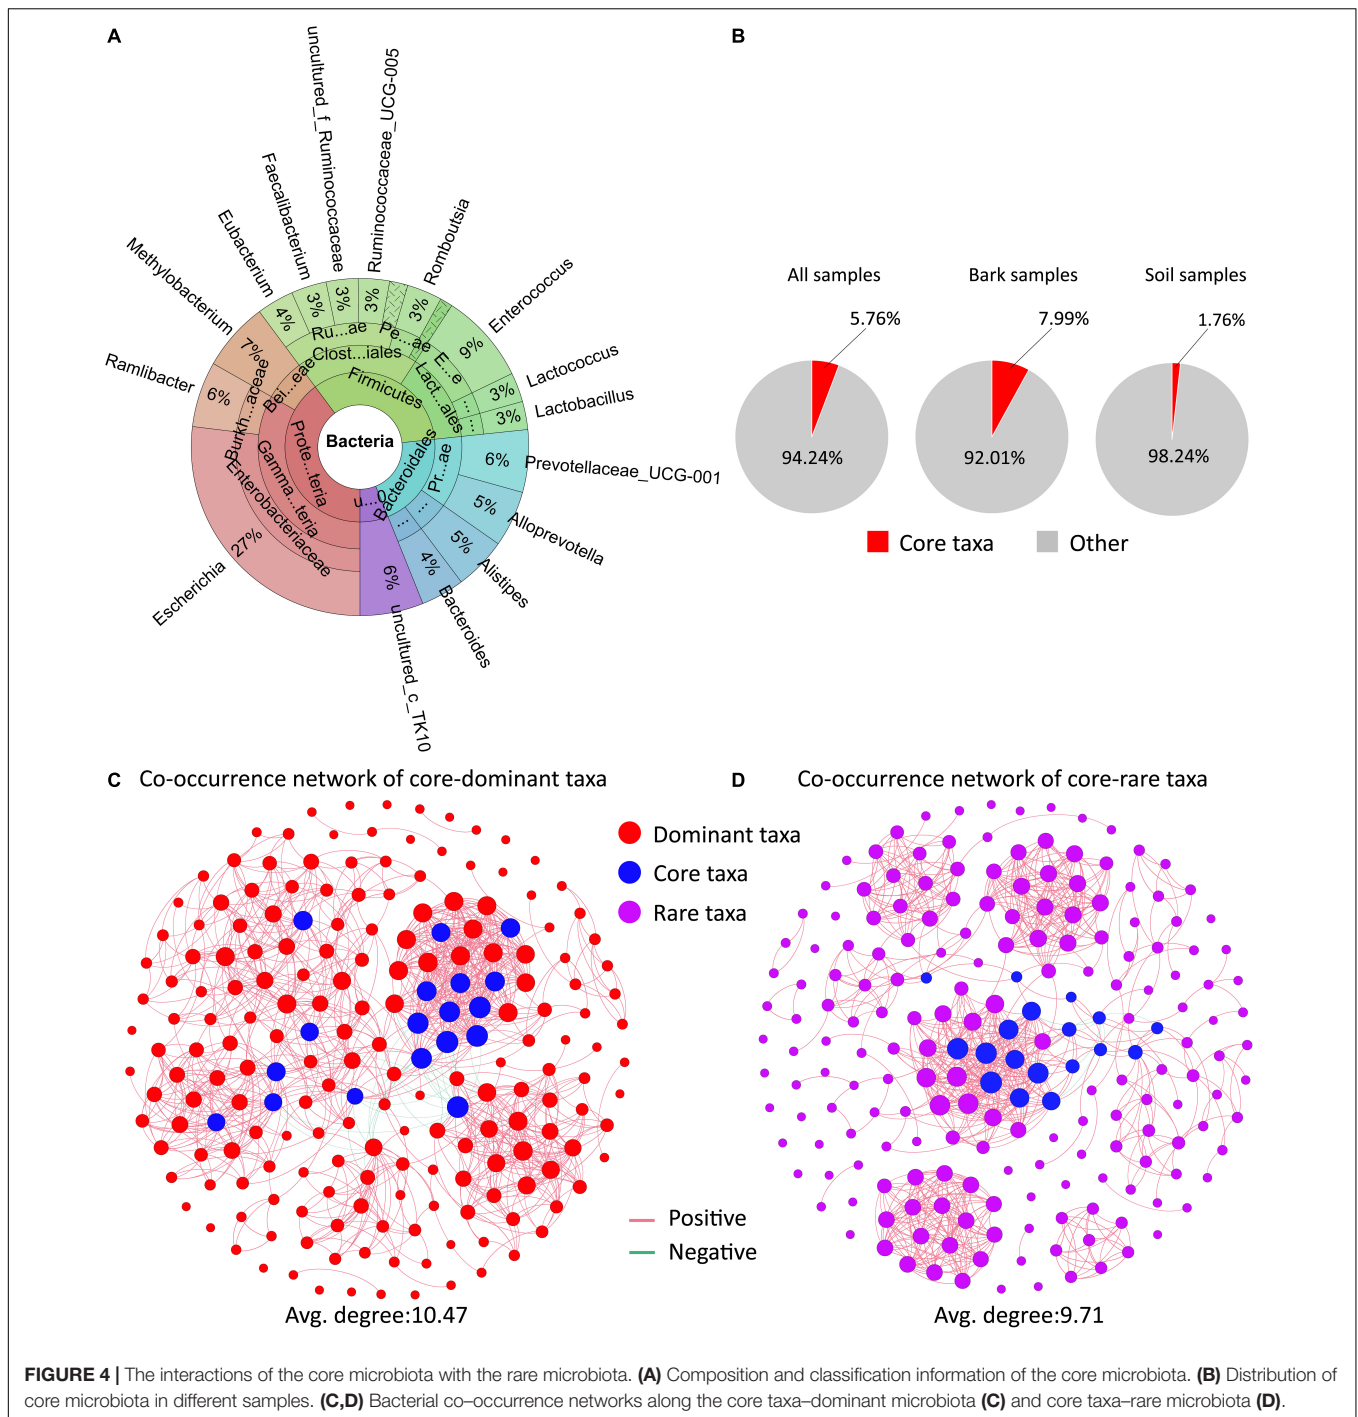 A
uncultured_f_Ruminococcaceae
Ruminococcaceae_UCG-005
Faecalibacterium
Romboutsia
Eubacterium
Methylobacterium
Enterococcus
Ramlibacter
Lactococcus
Lactobacillus
Prevotellaceae_UCG-001
Alloprevotella
Alistipes
Bacteroides
uncultured_c_TK10
Escherichia
4%
3%
3%
3%
3%
9%
3%
3%
6%
5%
5%
4%
6%
27%
6%
7%
Ru...ae
Pe...ae
Clost...iales
E...e
Firmicutes
Lact...ales
...
...
Bei...eae
Burkh...aceae
Prote...teria
Gamma...teria
Enterobacteriaceae
Bacteria
Bacteroidales
Pr...ae
...
...
u...0
B
All samples
Bark samples
Soil samples
5.76%
7.99%
1.76%
94.24%
92.01%
98.24%
Core taxa
Other
C
Co-occurrence network of core-dominant taxa
Dominant taxa
Core taxa
Rare taxa
Positive
Negative
Avg. degree:10.47
D
Co-occurrence network of core-rare taxa
Avg. degree:9.71
FIGURE 4 | The interactions of the core microbiota with the rare microbiota. (A) Composition and classification information of the core microbiota. (B) Distribution of
core microbiota in different samples. (C,D) Bacterial co–occurrence networks along the core taxa–dominant microbiota (C) and core taxa–rare microbiota (D).